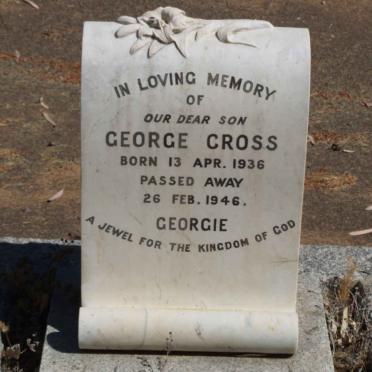 IN LOVING MEMORY
OF
OUR DEAR SON
GEORGE CROSS
BORN 13 APR. 1936
PASSED AWAY
26 FEB. 1946.
GEORGIE
A JEWEL FOR THE KINGDOM OF GOD